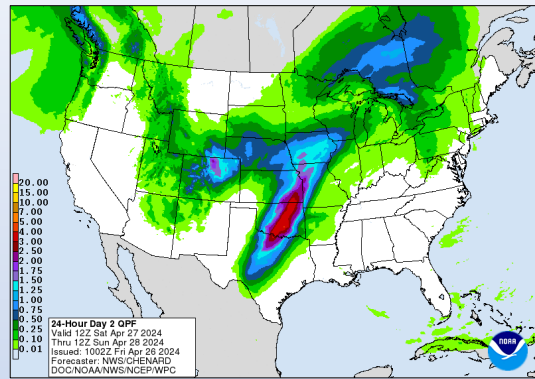 20.00
15.00
10.00
7.00
5.00
4.00
3.00
2.50
2.00
1.75
1.50
1.25
1.00
0.75
0.50
0.25
0.10
0.01
24-Hour Day 2 QPF
Valid 12Z Sat Apr 27 2024
Thru 12Z Sun Apr 28 2024
Issued: 1002Z Fri Apr 26 2024
Forecaster: NWS/CHENARD
DOC/NOAA/NWS/NCEP/WPC
NOAA